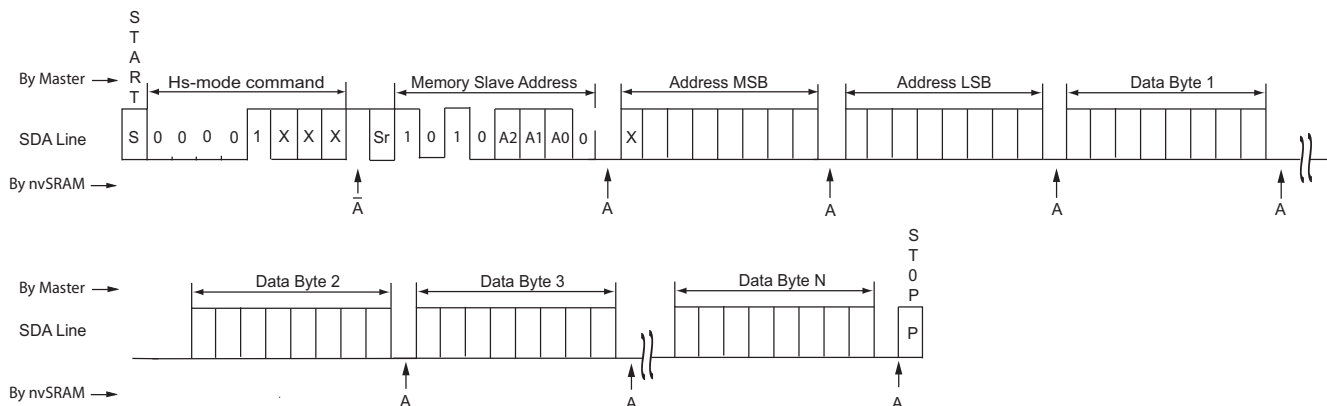 START
By Master
Hs-mode command
Memory Slave Address
Address MSB
Address LSB
Data Byte 1
SDA Line
S 0 0 0 0 1 X X X Sr 1 0 1 0 A2 A1 A0 0 X
By nvSRAM
A̅ A A A A
STOP
By Master
Data Byte 2
Data Byte 3
Data Byte N
SDA Line
P
By nvSRAM
A A A